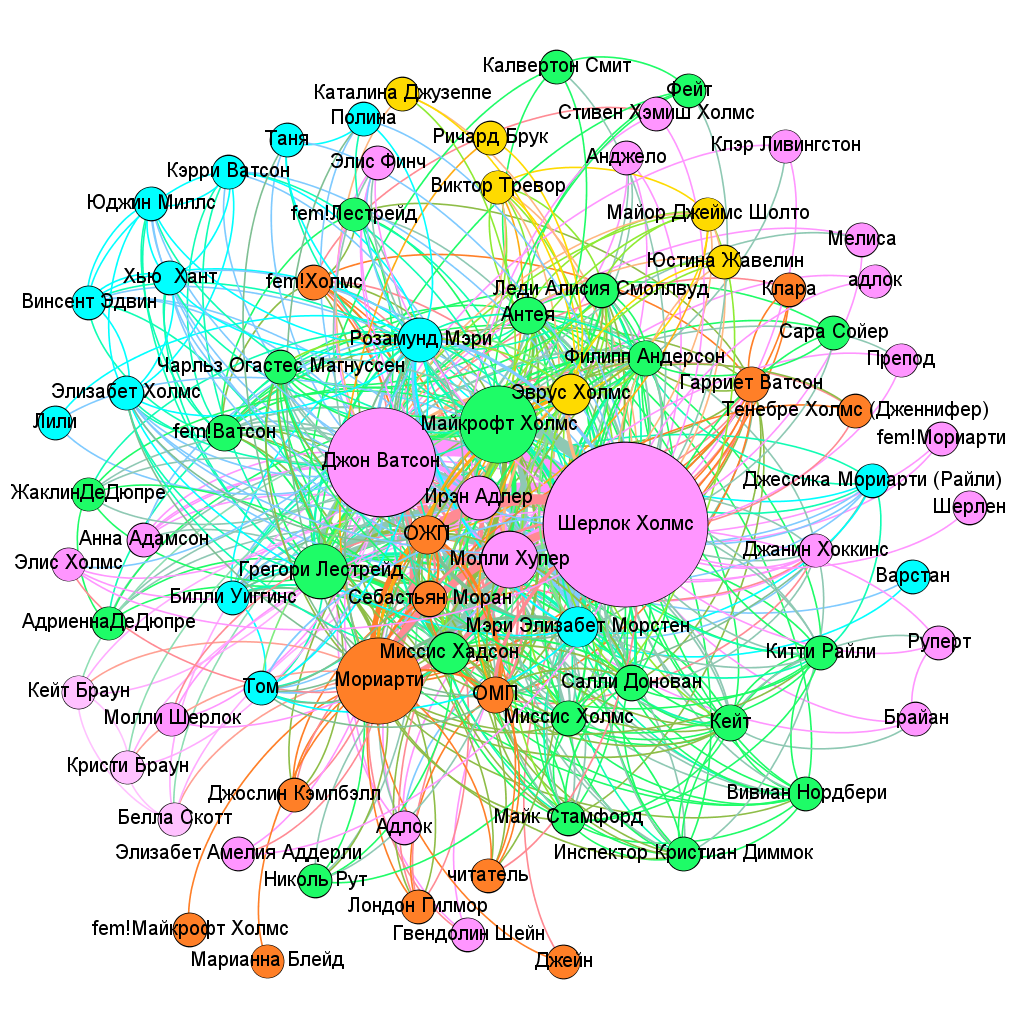 Калвертон Смит
Фейт
Каталина Джузеппе
Стивен Хэмиш Холмс
Полина
Таня
Ричард Брук
Клэр Ливингстон
Элис Финч
Анджело
Кэрри Ватсон
Виктор Тревор
Юджин Миллс
fem!Лестрейд
Майор Джеймс Шолто
Мелиса
Юстина Жавелин
Хью Хант
fem!Холмс
адлок
Леди Алисия Смоллвуд
Клара
Винсент Эдвин
Антея
Сара Сойер
Розамунд Мэри
Филипп Андерсон
Препод
Чарльз Огастес Магнуссен
Гарриет Ватсон
Элизабет Холмс
Эврус Холмс
Тенебре Холмс (Дженнифер)
Лили
Майкрофт Холмс
fem!Ватсон
fem!Мориарти
Джон Ватсон
Джессика Мориарти (Райли)
ЖаклинДеДюпре
Ирэн Адлер
Шерлен
Шерлок Холмс
ОЖП
Анна Адамсон
Джанин Хоккинс
Молли Хупер
Элис Холмс
Грегори Лестрейд
Варстан
Билли Уиггинс
Себастьян Моран
АдриеннаДеДюпре
Мэри Элизабет Морстен
Руперт
Миссис Хадсон
Китти Райли
Мориарти
Салли Донован
Том
Кейт Браун
ОМП
Молли Шерлок
Миссис Холмс
Кейт
Брайан
Кристи Браун
Джослин Кэмпбэлл
Вивиан Нордбери
Белла Скотт
Майк Стамфорд
Адлок
Элизабет Амелия Аддерли
Инспектор Кристиан Диммок
Николь Рут
читатель
Лондон Гилмор
fem!Майкрофт Холмс
Гвендолин Шейн
Марианна Блейд
Джейн